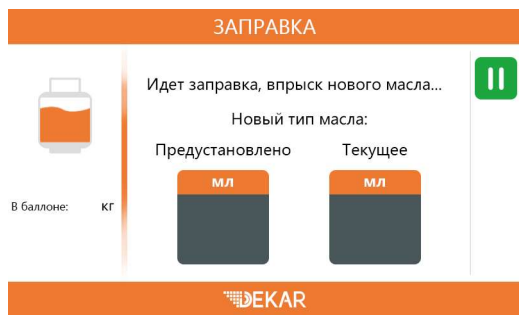 ЗАПРАВКА
Идет заправка, впрыск нового масла...
Новый тип масла:
Предустановлено Текущее
мл мл
В баллоне: кг
DEKAR